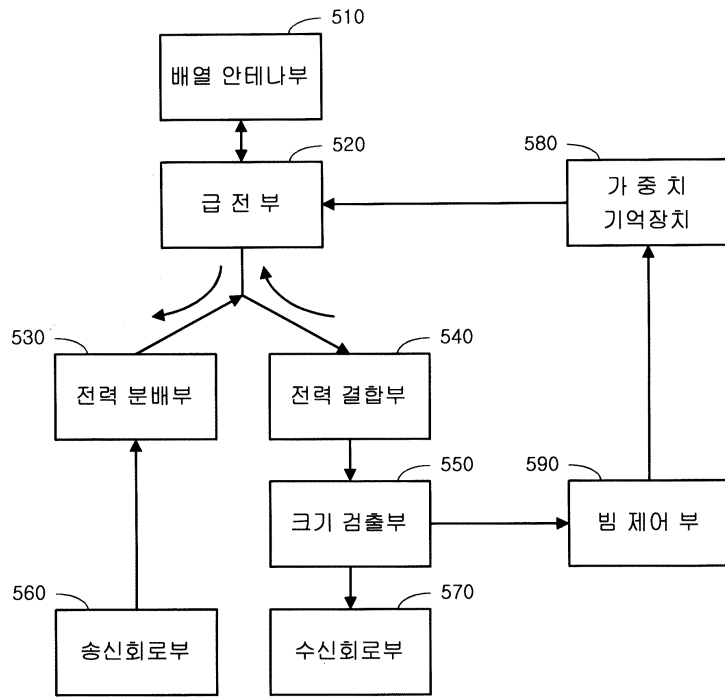 510
배열 안테나부
520
급 전 부
580
가 중 치
기억장치
530
전력 분배부
540
전력 결합부
550
크기 검출부
590
빔 제어 부
560
송신회로부
570
수신회로부